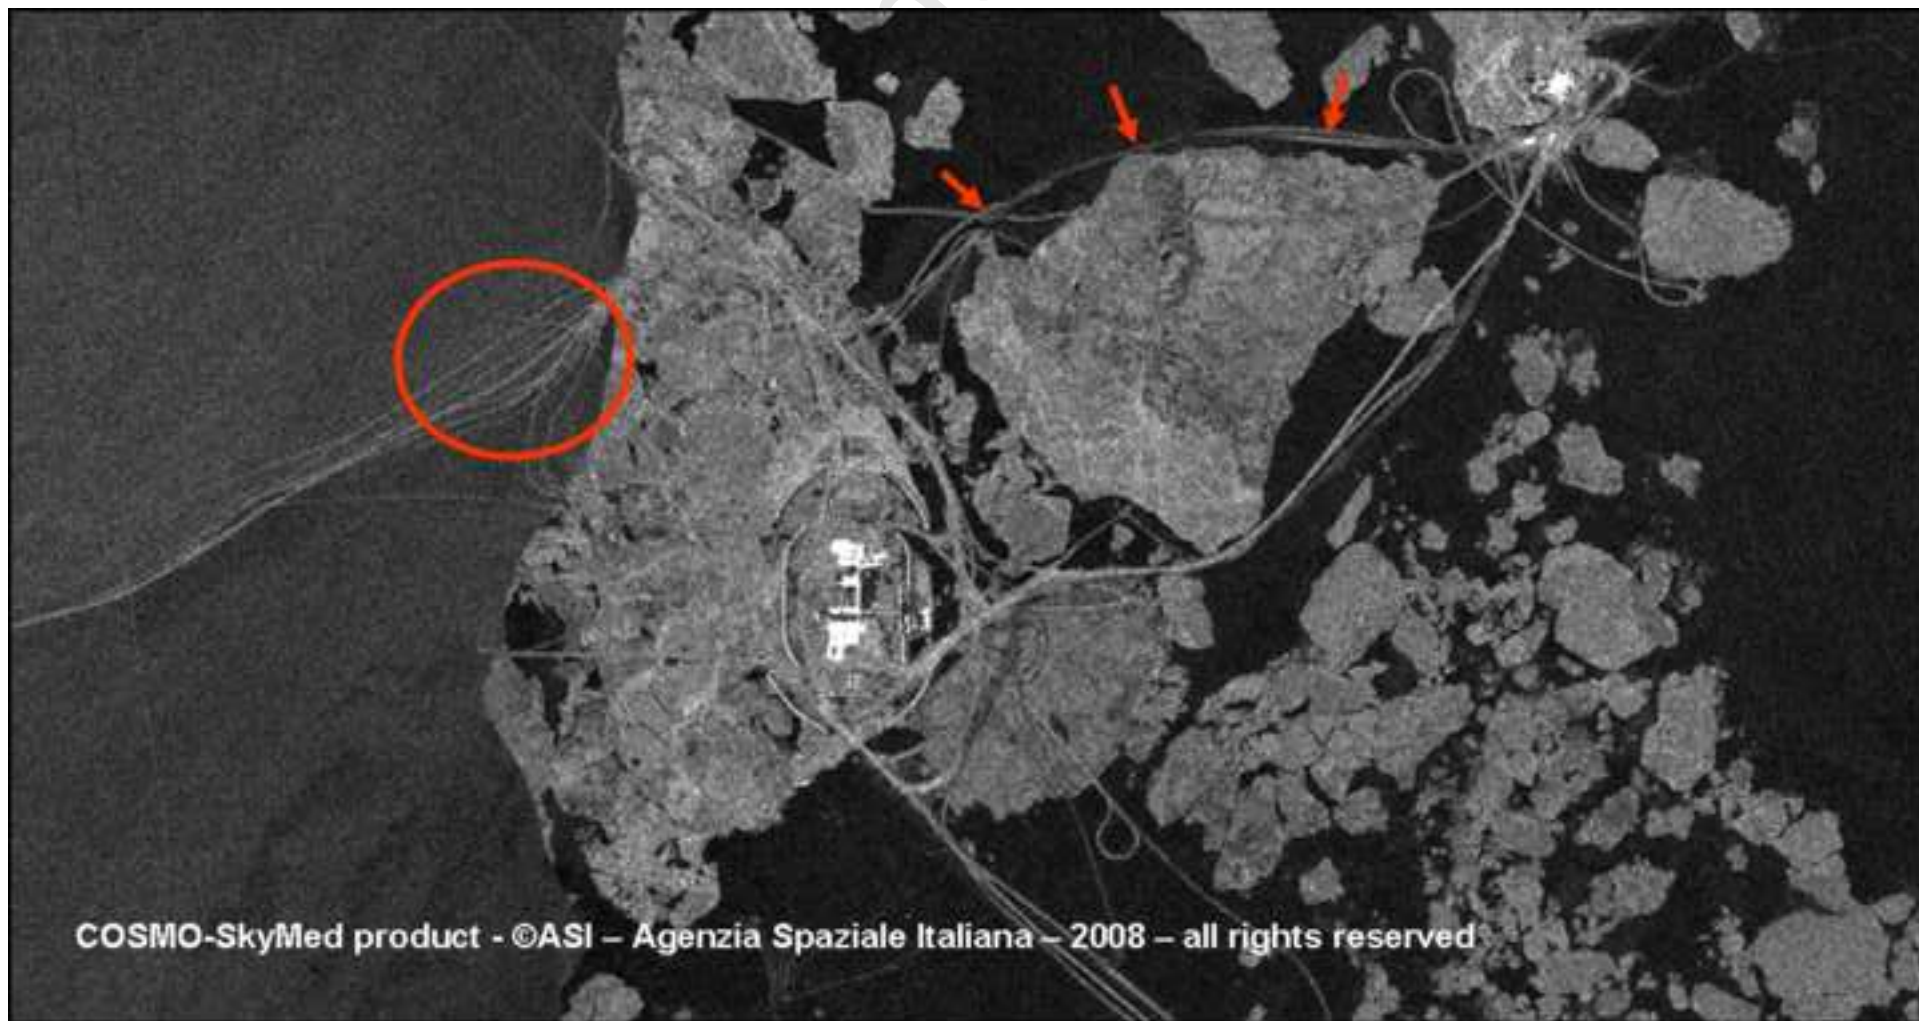 COSMO-SkyMed product - ©ASI – Agenzia Spaziale Italiana – 2008 – all rights reserved